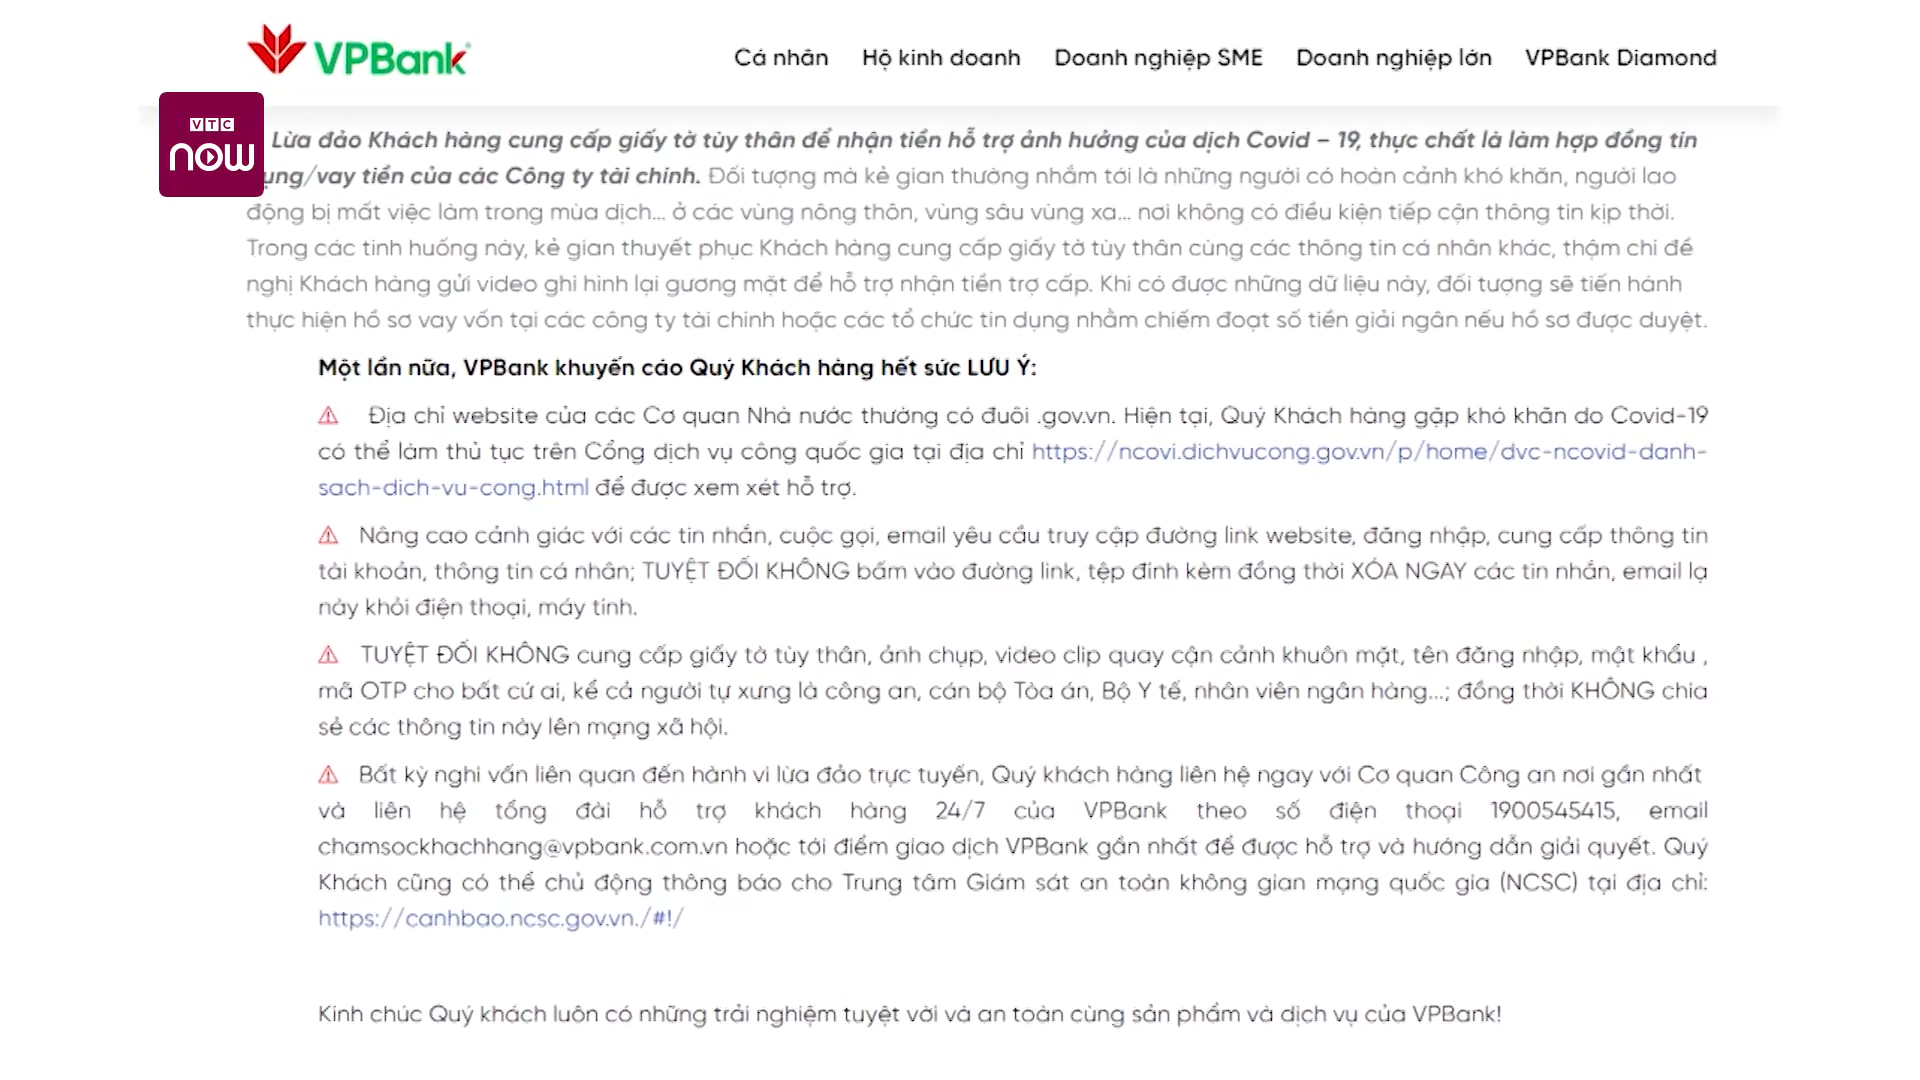 VPBank
Cá nhân Hộ kinh doanh Doanh nghiệp SME Doanh nghiệp lớn VPBank Diamond
VTC
now
Lừa đảo Khách hàng cung cấp giấy tờ tùy thân để nhận tiền hỗ trợ ảnh hưởng của dịch Covid – 19, thực chất là làm hợp đồng tín
dụng/vay tiền của các Công ty tài chính. Đối tượng mà kẻ gian thường nhắm tới là những người có hoàn cảnh khó khăn, người lao
động bị mất việc làm trong mùa dịch... ở các vùng nông thôn, vùng sâu vùng xa... nơi không có điều kiện tiếp cận thông tin kịp thời.
Trong các tình huống này, kẻ gian thuyết phục Khách hàng cung cấp giấy tờ tùy thân cùng các thông tin cá nhân khác, thậm chí đề
nghị Khách hàng gửi video ghi hình lại gương mặt để hỗ trợ nhận tiền trợ cấp. Khi có được những dữ liệu này, đối tượng sẽ tiến hành
thực hiện hồ sơ vay vốn tại các công ty tài chính hoặc các tổ chức tín dụng nhằm chiếm đoạt số tiền giải ngân nếu hồ sơ được duyệt.
Một lần nữa, VPBank khuyến cáo Quý Khách hàng hết sức LƯU Ý:
Địa chỉ website của các Cơ quan Nhà nước thường có đuôi .gov.vn. Hiện tại, Quý Khách hàng gặp khó khăn do Covid-19
có thể làm thủ tục trên Cổng dịch vụ công quốc gia tại địa chỉ https://ncovi.dichvucong.gov.vn/p/home/dvc-ncovid-danh-
sach-dich-vu-cong.html để được xem xét hỗ trợ.
Nâng cao cảnh giác với các tin nhắn, cuộc gọi, email yêu cầu truy cập đường link website, đăng nhập, cung cấp thông tin
tài khoản, thông tin cá nhân; TUYỆT ĐỐI KHÔNG bấm vào đường link, tệp đính kèm đồng thời XÓA NGAY các tin nhắn, email lạ
này khỏi điện thoại, máy tính.
TUYỆT ĐỐI KHÔNG cung cấp giấy tờ tùy thân, ảnh chụp, video clip quay cận cảnh khuôn mặt, tên đăng nhập, mật khẩu ,
mã OTP cho bất cứ ai, kể cả người tự xưng là công an, cán bộ Tòa án, Bộ Y tế, nhân viên ngân hàng...; đồng thời KHÔNG chia
sẻ các thông tin này lên mạng xã hội.
Bất kỳ nghi vấn liên quan đến hành vi lừa đảo trực tuyến, Quý khách hàng liên hệ ngay với Cơ quan Công an nơi gần nhất
và liên hệ tổng đài hỗ trợ khách hàng 24/7 của VPBank theo số điện thoại 1900545415, email
chamsockhachhang@vpbank.com.vn hoặc tới điểm giao dịch VPBank gần nhất để được hỗ trợ và hướng dẫn giải quyết. Quý
Khách cũng có thể chủ động thông báo cho Trung tâm Giám sát an toàn không gian mạng quốc gia (NCSC) tại địa chỉ:
https://canhbao.ncsc.gov.vn./#!/
Kính chúc Quý khách luôn có những trải nghiệm tuyệt vời và an toàn cùng sản phẩm và dịch vụ của VPBank!